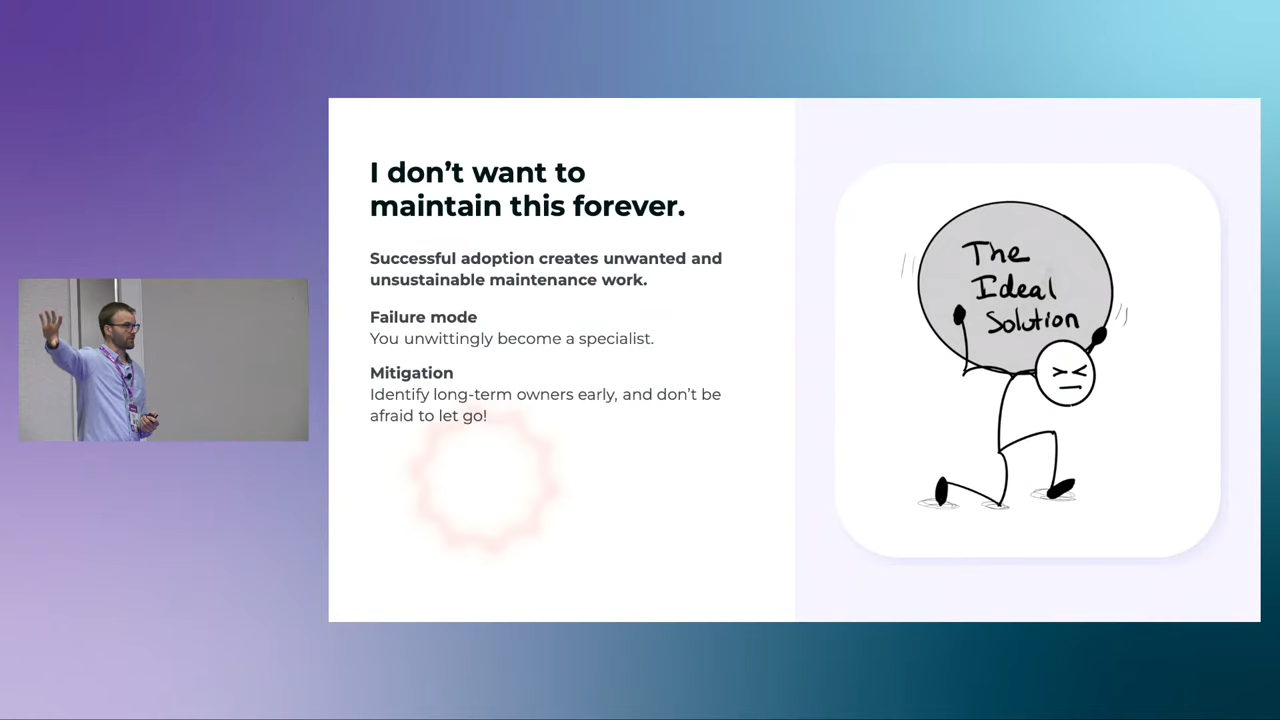 I don’t want to
maintain this forever.
Successful adoption creates unwanted and
unsustainable maintenance work.
Failure mode
You unwittingly become a specialist.
Mitigation
Identify long-term owners early, and don’t be
afraid to let go!
The
Ideal
Solution